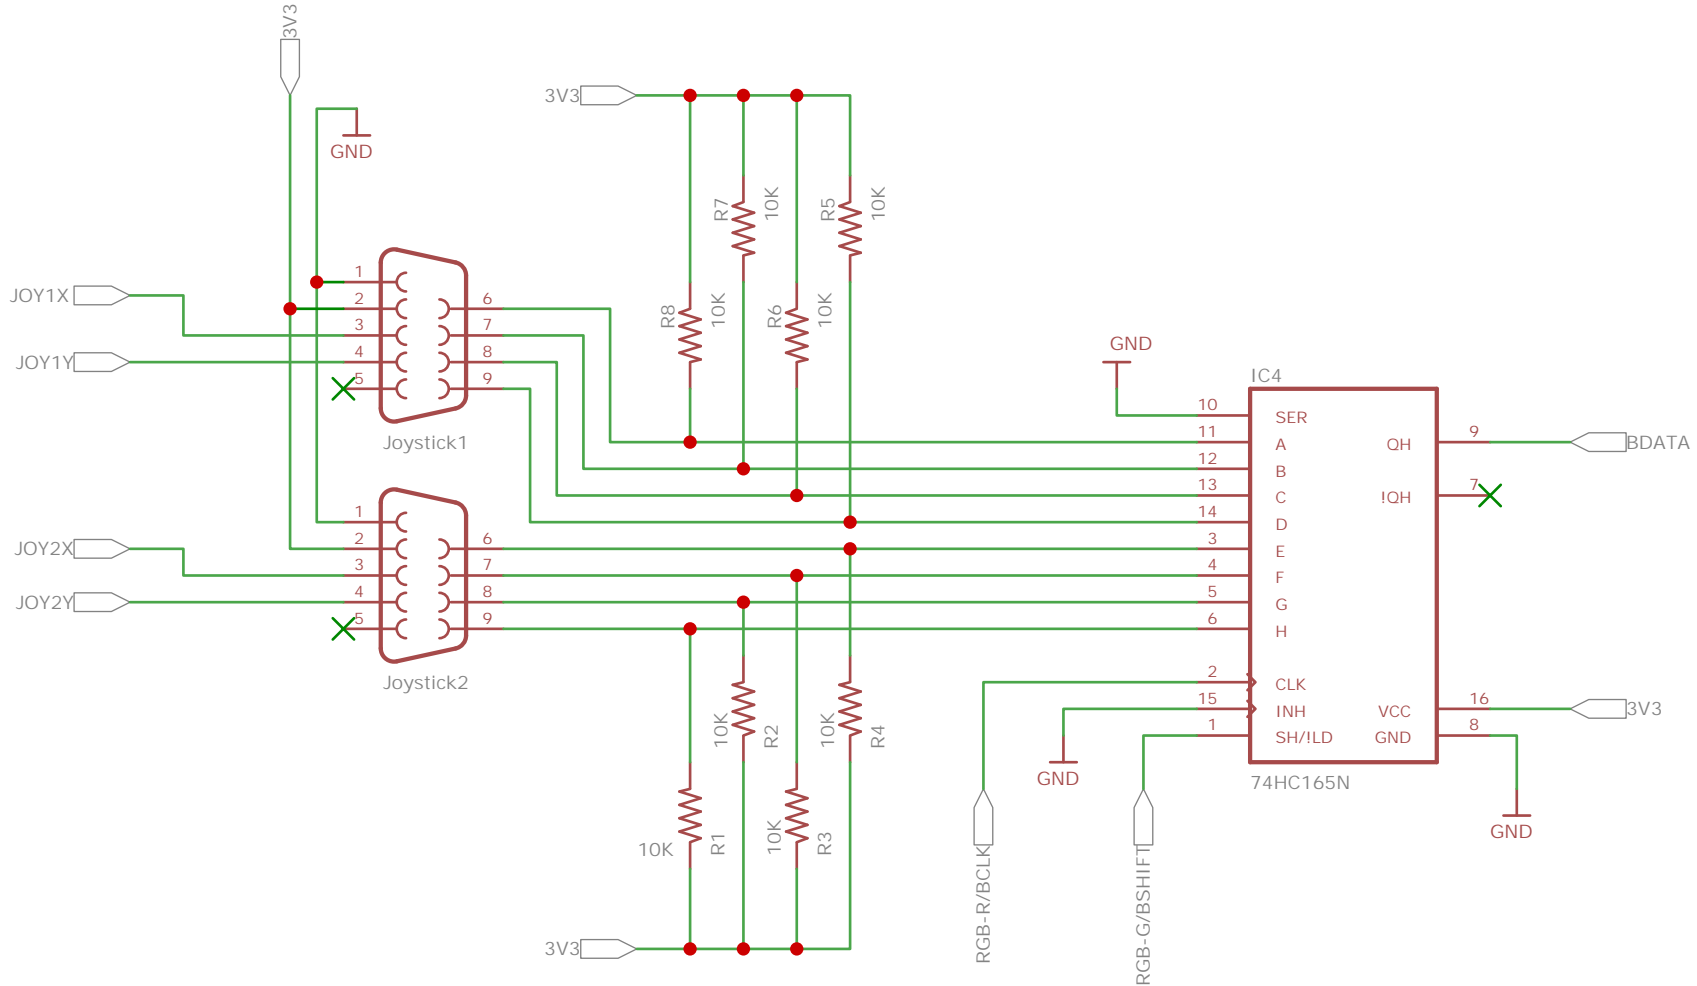 3V3
GND
JOY1X
JOY1Y
1
2
3
4
5
6
7
8
9
Joystick1
JOY2X
JOY2Y
1
2
3
4
5
6
7
8
9
Joystick2
3V3
R7
10K
R5
10K
R8
10K
R6
10K
10K
R2
10K
R4
10K
R1
10K
R3
3V3
GND
IC4
10
SER
11
A
12
B
13
C
14
D
3
E
4
F
5
G
6
H
2
CLK
15
INH
1
SH/!LD
QH
9
BDATA
!QH
7
VCC
16
3V3
GND
8
74HC165N
GND
GND
RGB-R/BCLK
RGB-G/BSHIFT